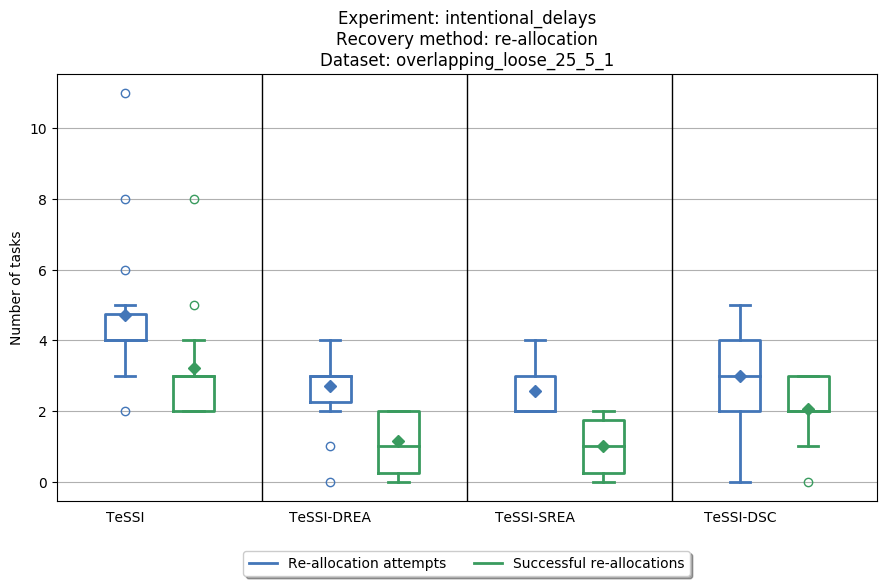 Experiment: intentional_delays
Recovery method: re-allocation
Dataset: overlapping_loose_25_5_1
Number of tasks
10
8
6
4
2
0
TeSSI TeSSI-DREA TeSSI-SREA TeSSI-DSC
Re-allocation attempts Successful re-allocations